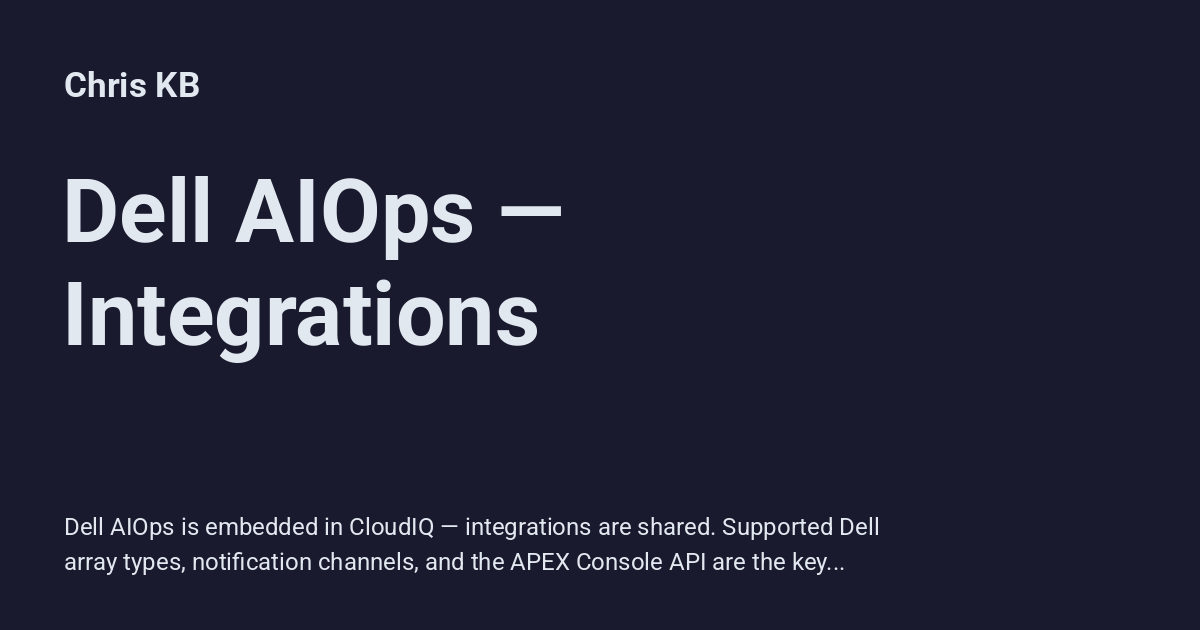 Chris KB
Dell AIOps —
Integrations
Dell AIOps is embedded in CloudIQ — integrations are shared. Supported Dell
array types, notification channels, and the APEX Console API are the key...